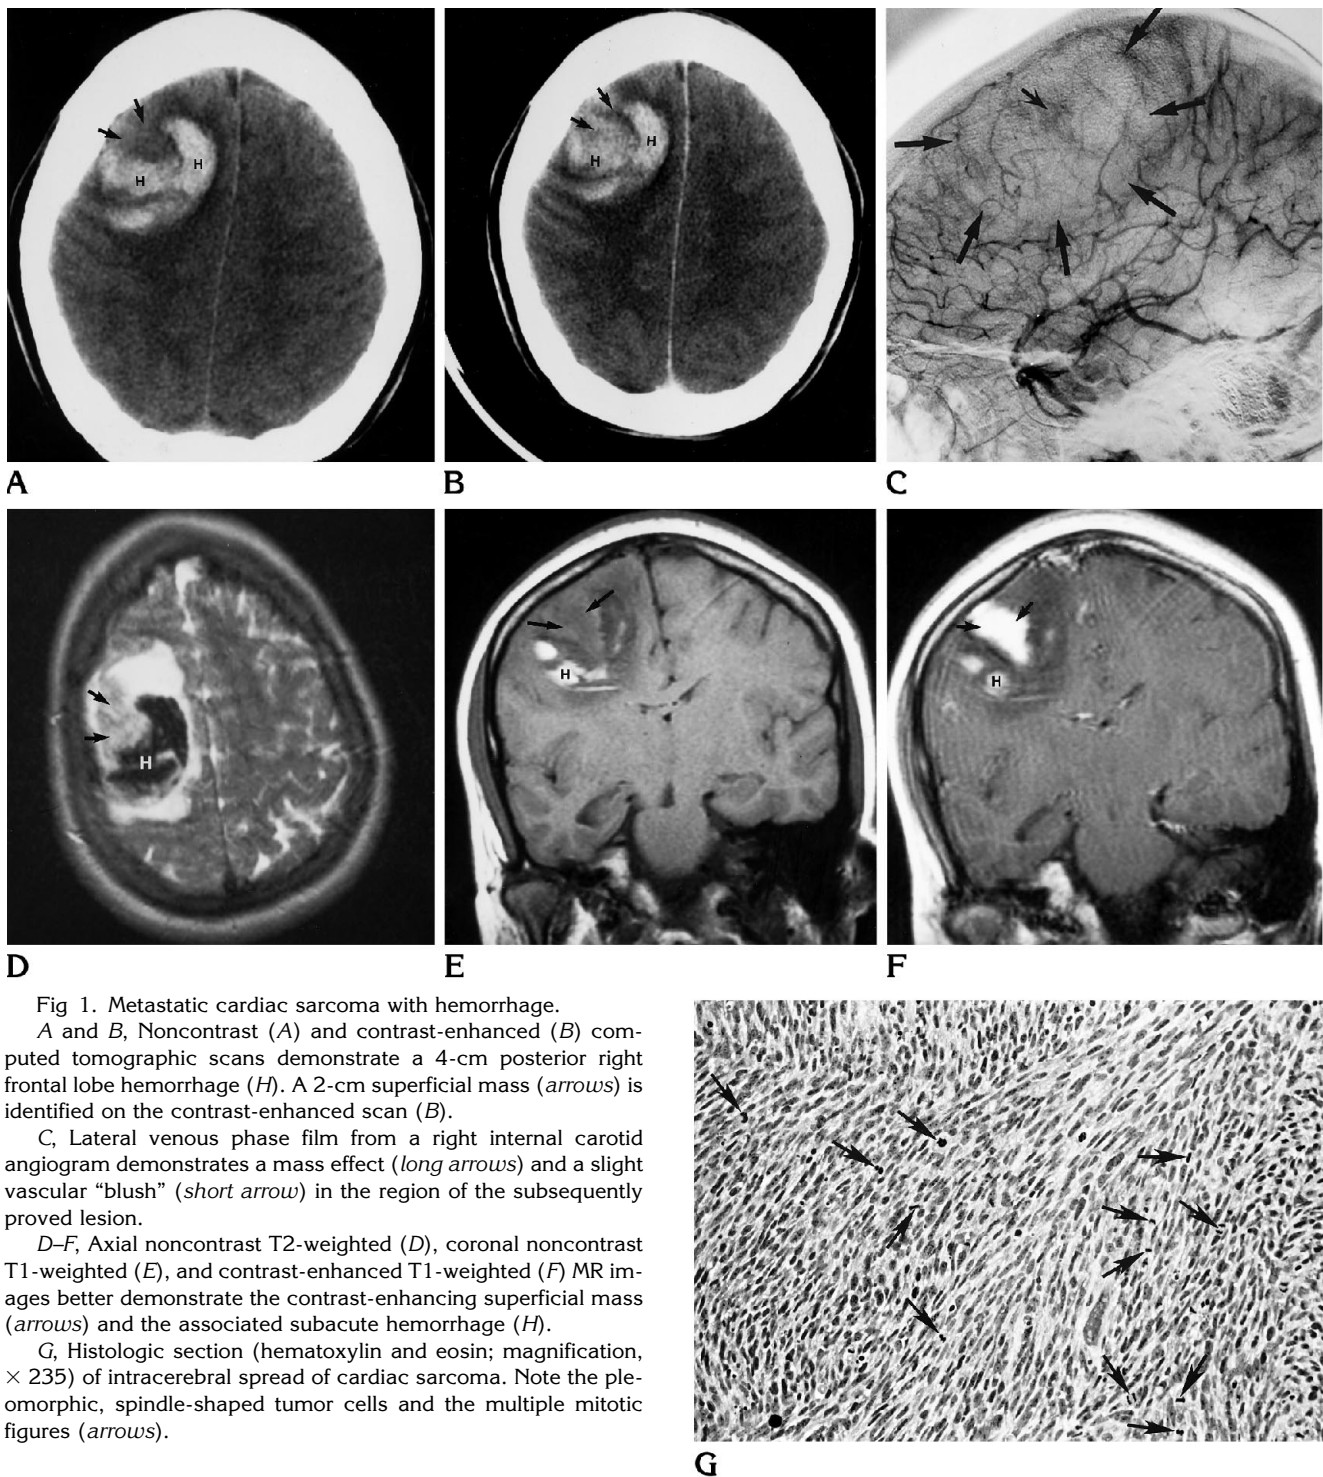 H
H
H
H
A
B
C
H
H
H
D
E
F
Fig 1. Metastatic cardiac sarcoma with hemorrhage.
A and B, Noncontrast (A) and contrast-enhanced (B) com-
puted tomographic scans demonstrate a 4-cm posterior right
frontal lobe hemorrhage (H). A 2-cm superficial mass (arrows) is
identified on the contrast-enhanced scan (B).
C, Lateral venous phase film from a right internal carotid
angiogram demonstrates a mass effect (long arrows) and a slight
vascular “blush” (short arrow) in the region of the subsequently
proved lesion.
D–F, Axial noncontrast T2-weighted (D), coronal noncontrast
T1-weighted (E), and contrast-enhanced T1-weighted (F) MR im-
ages better demonstrate the contrast-enhancing superficial mass
(arrows) and the associated subacute hemorrhage (H).
G, Histologic section (hematoxylin and eosin; magnification,
× 235) of intracerebral spread of cardiac sarcoma. Note the ple-
omorphic, spindle-shaped tumor cells and the multiple mitotic
figures (arrows).
G